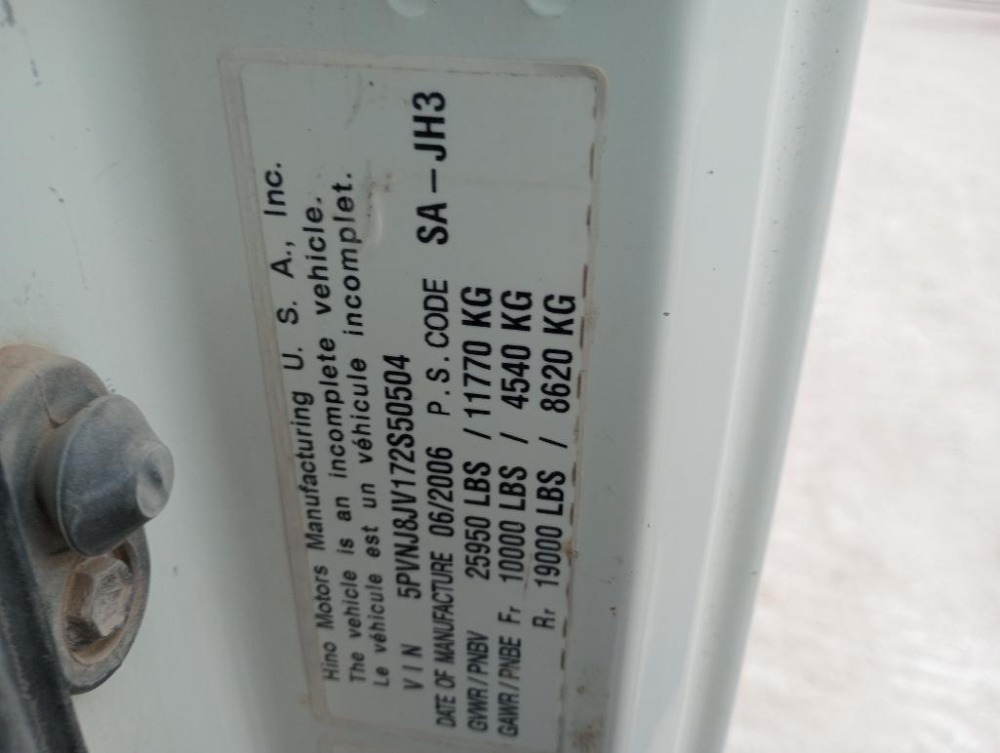 Hino Motors Manufacturing U. S. A., Inc.
The vehicle is an incomplete vehicle.
Le véhicule est un véhicule incomplet.
VIN 5PVNJ8JV172S50504
DATE OF MANUFACTURE 06/2006 P.S.CODE SA-JH3
GVWR/PNBV 25950 LBS / 11770 KG
GAWR/PNBE Fr 10000 LBS / 4540 KG
Rr 19000 LBS / 8620 KG